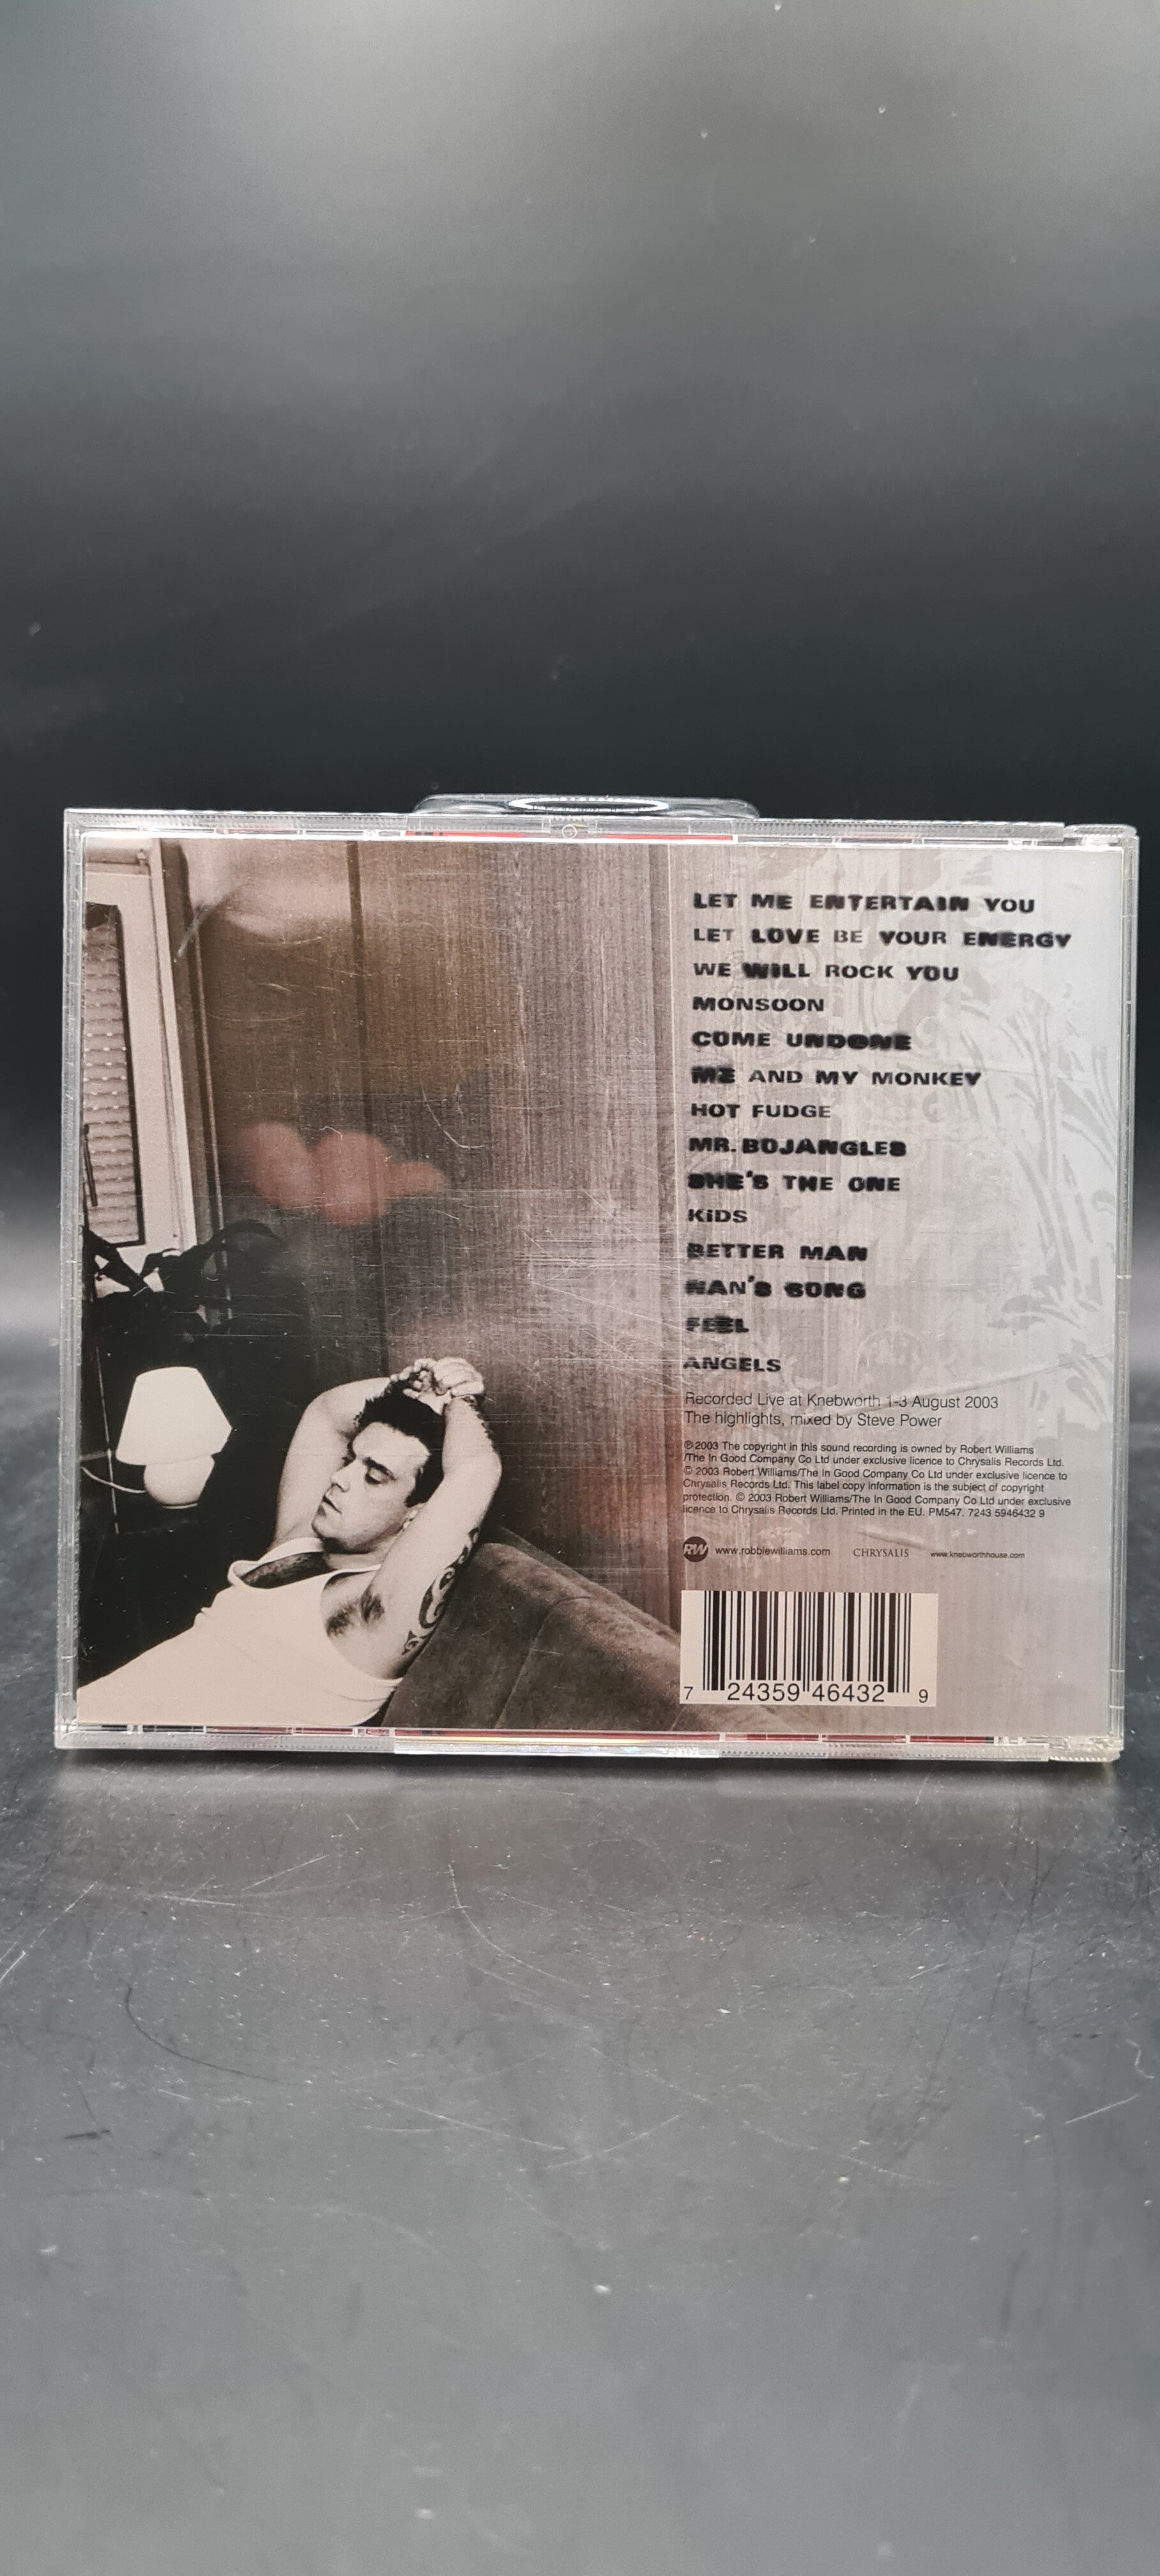 LET ME ENTERTAIN YOU
LET LOVE BE YOUR ENERGY
WE WILL ROCK YOU
MONSOON
COME UNDONE
ME AND MY MONKEY
HOT FUDGE
MR. BOJANGLES
SHE'S THE ONE
KiDS
BETTER MAN
NAN'S SONG
FEEL
ANGELS
Recorded Live at Knebworth 1-3 August 2003
The highlights, mixed by Steve Power
℗ 2003 The copyright in this sound recording is owned by Robert Williams
/The In Good Company Co Ltd under exclusive licence to Chrysalis Records Ltd.
© 2003 Robert Williams/The In Good Company Co Ltd under exclusive licence to
Chrysalis Records Ltd. This label copy information is the subject of copyright
protection. © 2003 Robert Williams/The In Good Company Co Ltd under exclusive
licence to Chrysalis Records Ltd. Printed in the EU. PM547. 7243 5946432 9
RW www.robbiewilliams.com CHRYSALIS www.knebworthhouse.com
7 24359 46432 9